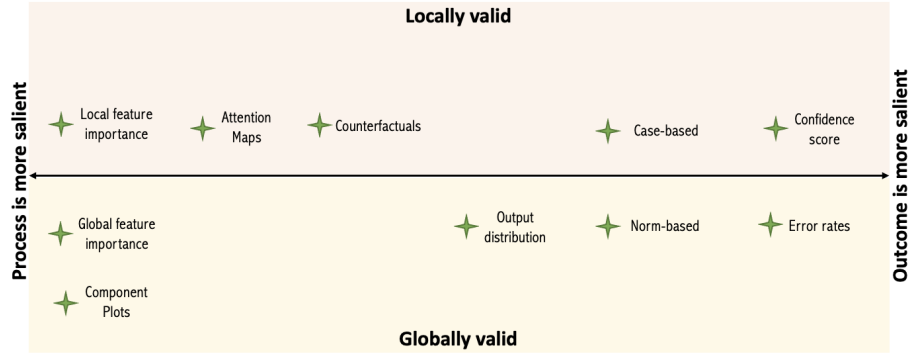 Locally valid
Process is more salient
Outcome is more salient
Local feature
importance
Attention
Maps
Counterfactuals
Case-based
Confidence
score
Global feature
importance
Output
distribution
Norm-based
Error rates
Component
Plots
Globally valid